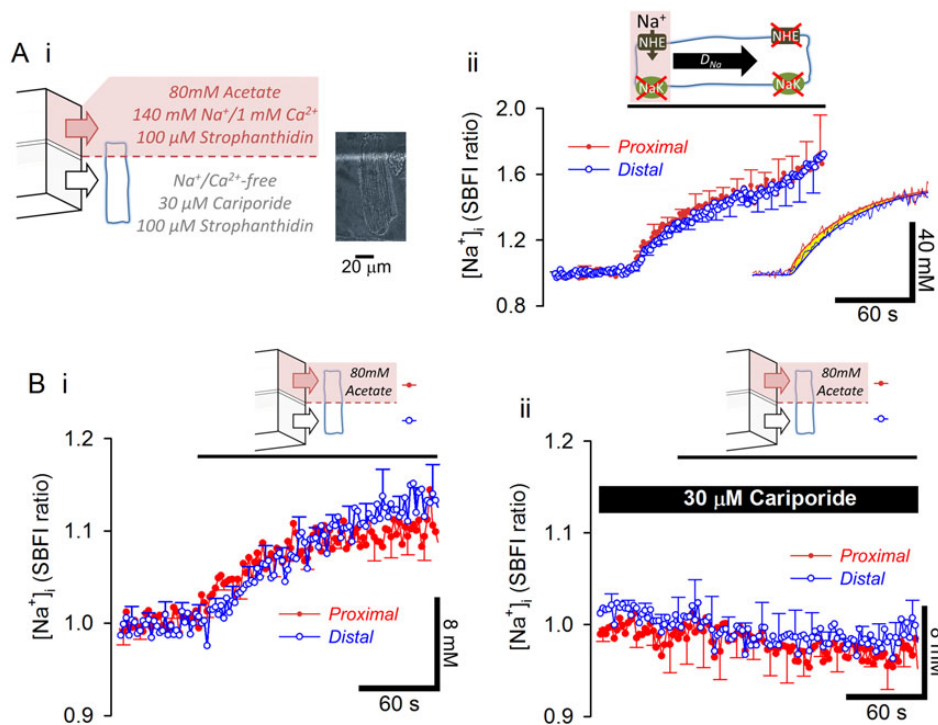 A i
80mM Acetate
140 mM Na⁺/1 mM Ca²⁺
100 µM Strophanthidin
Na⁺/Ca²⁺-free
30 µM Cariporide
100 µM Strophanthidin
20 µm
ii
Na⁺
NHE
NHE
D_Na
NaK
NaK
2.0
1.6
1.2
0.8
[Na⁺]ᵢ (SBFI ratio)
Proximal
Distal
40 mM
60 s
B i
80mM
Acetate
1.2
1.1
1.0
0.9
[Na⁺]ᵢ (SBFI ratio)
Proximal
Distal
8 mM
60 s
ii
80mM
Acetate
1.2
1.1
1.0
0.9
[Na⁺]ᵢ (SBFI ratio)
30 µM Cariporide
Proximal
Distal
60 s